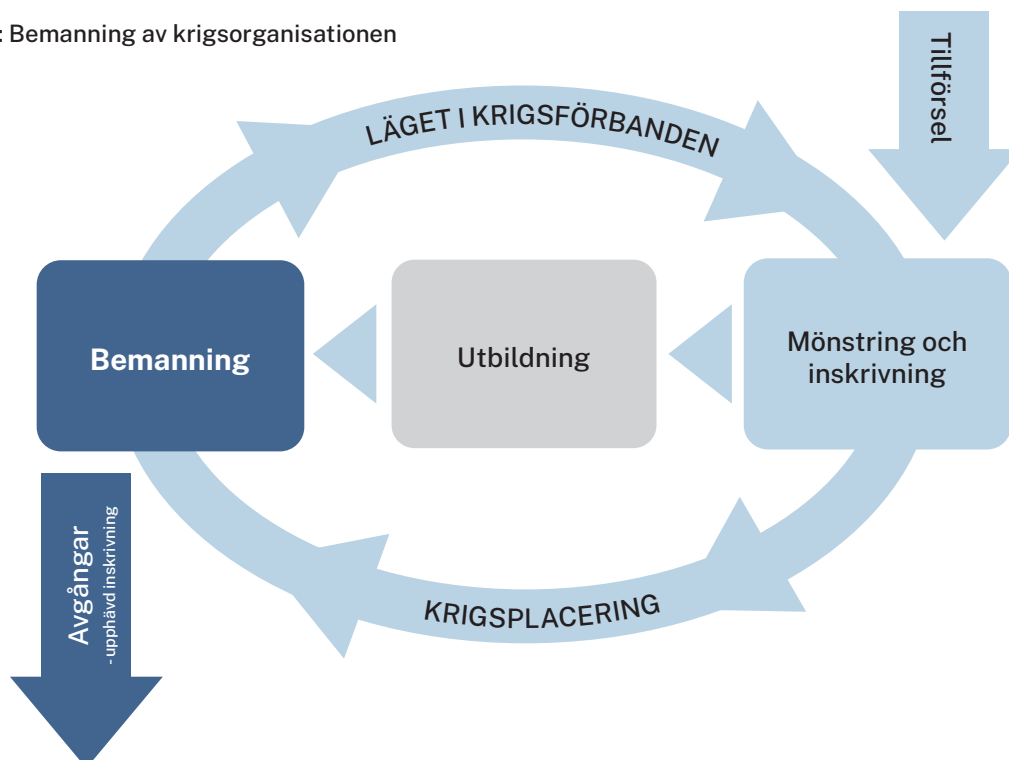 : Bemanning av krigsorganisationen
Tillförsel
LÄGET I KRIGSFÖRBANDEN
Bemanning
Utbildning
Mönstring och
inskrivning
Avgångar
- upphävd inskrivning
KRIGSPLACERING